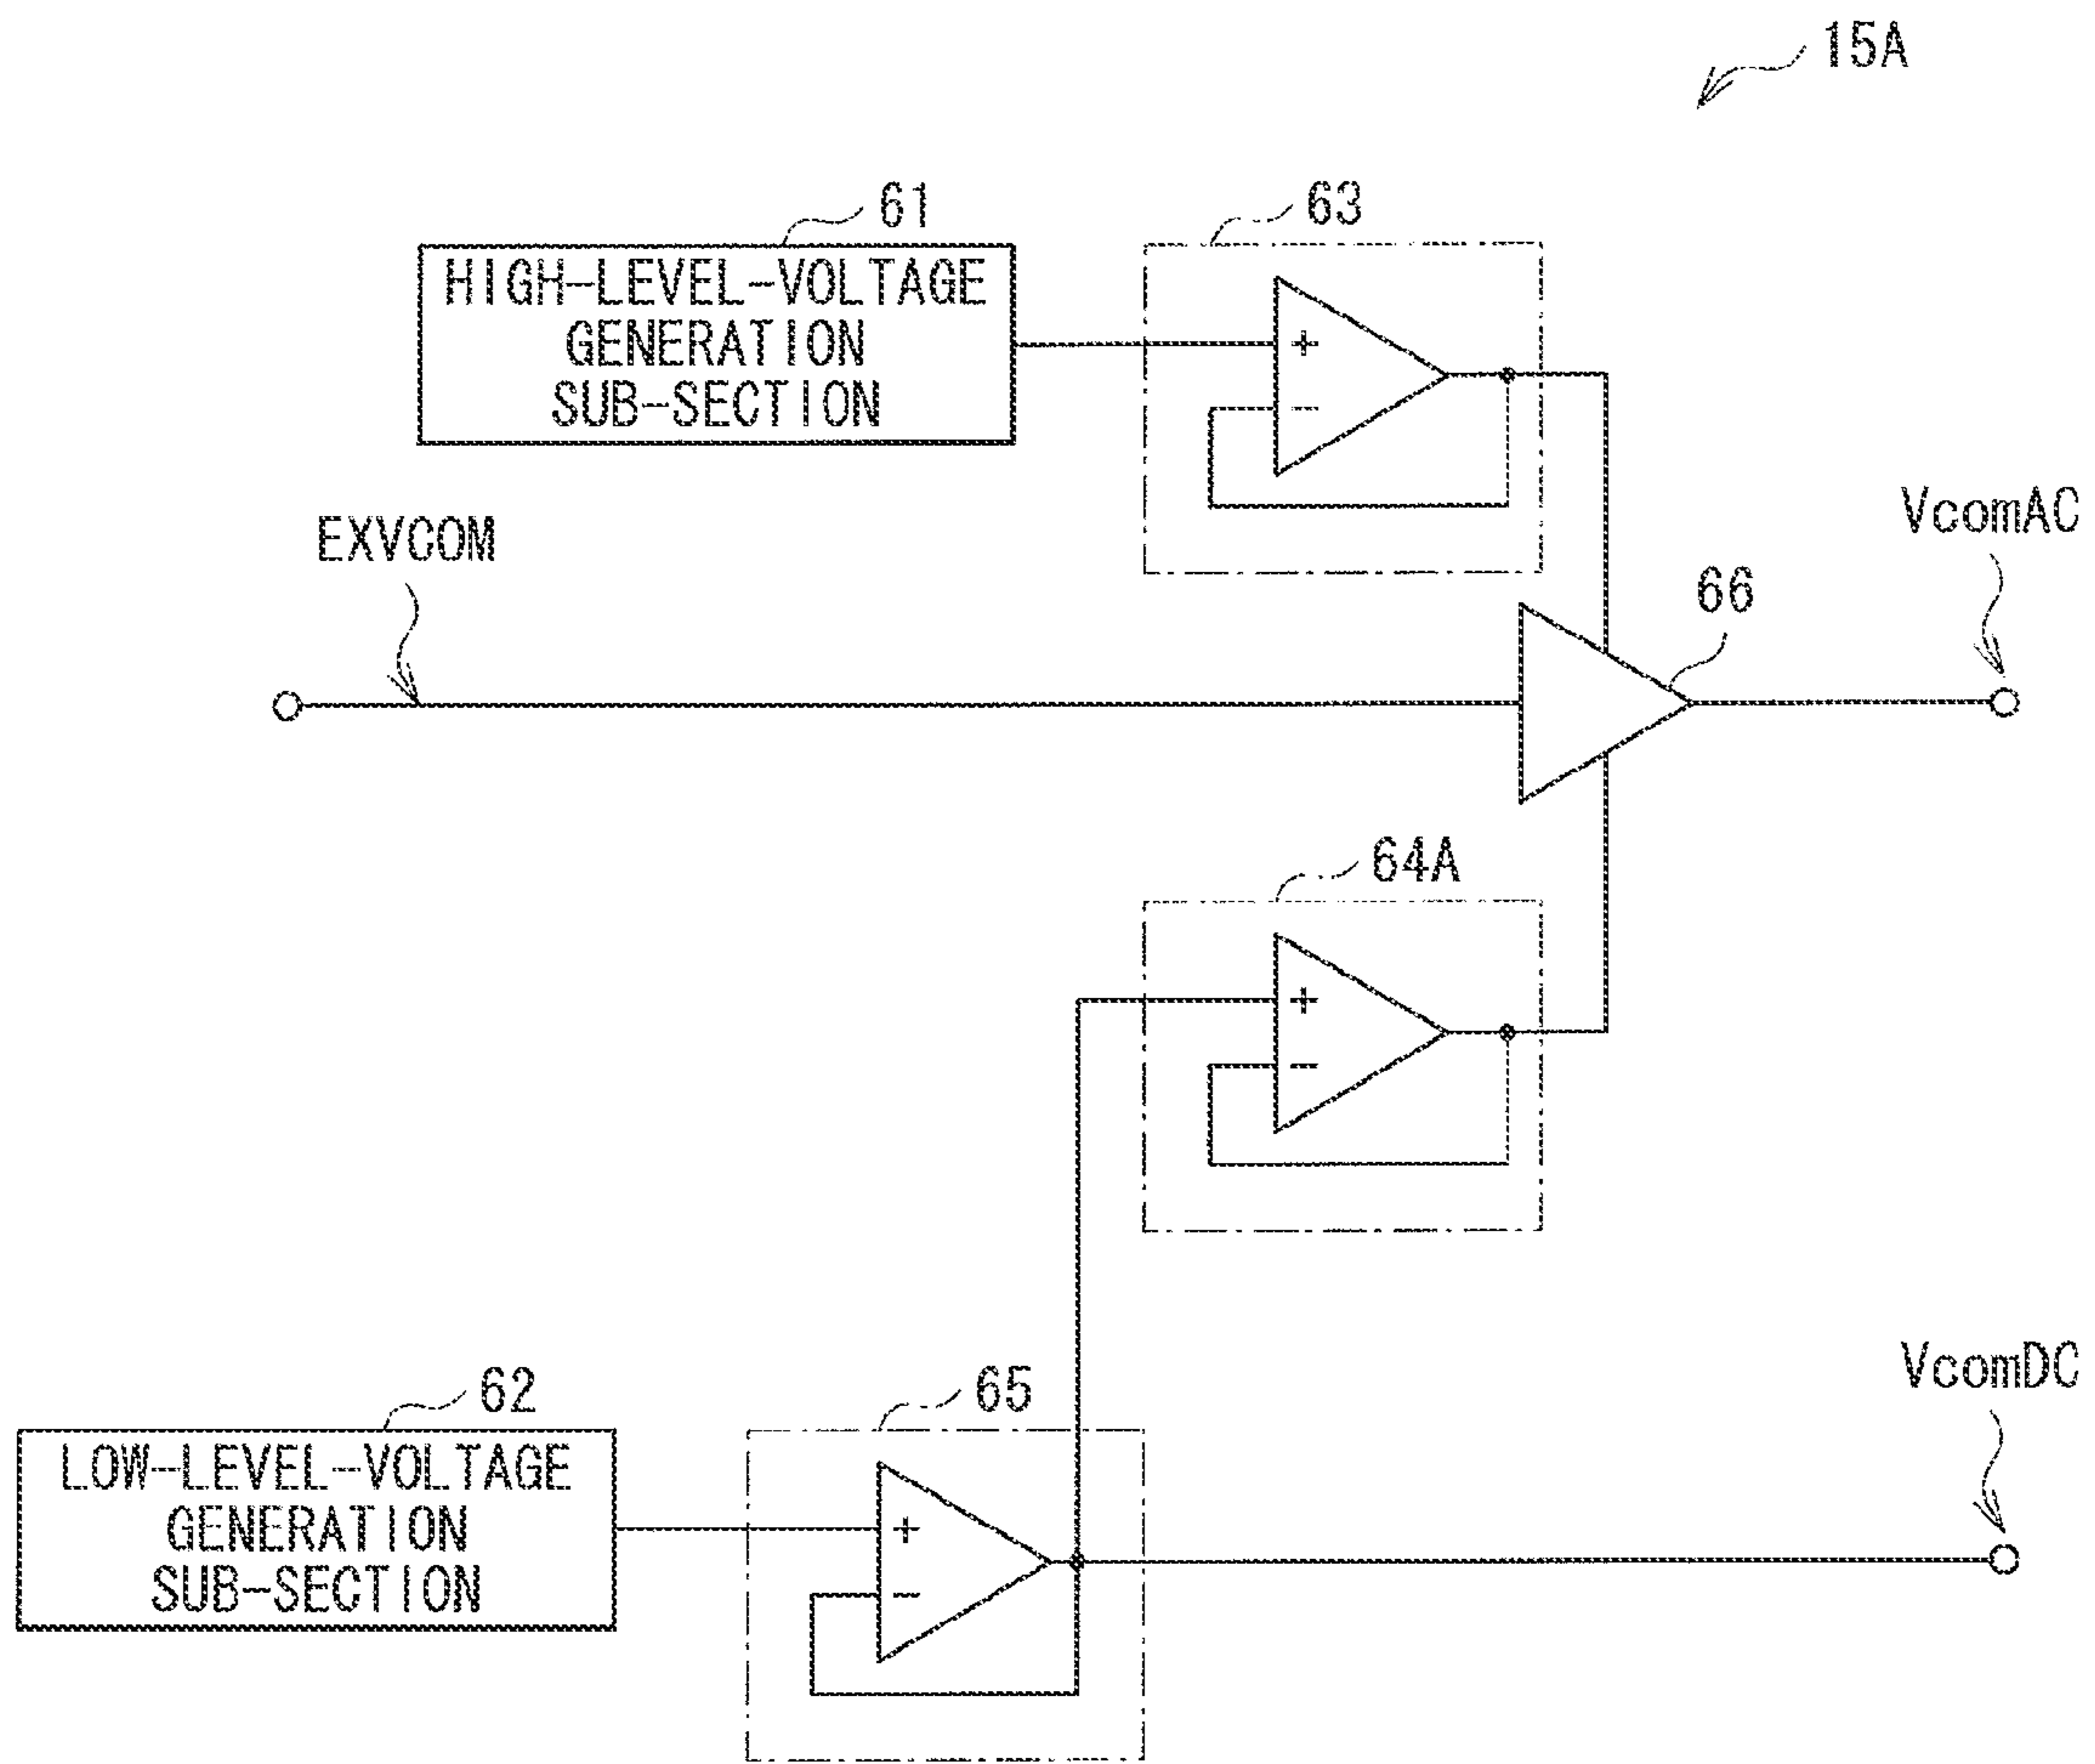 15A
61
63
HIGH-LEVEL-VOLTAGE
GENERATION
SUB-SECTION
+
-
EXVCOM
VcomAC
66
64A
+
-
62
65
VcomDC
LOW-LEVEL-VOLTAGE
GENERATION
SUB-SECTION
+
-